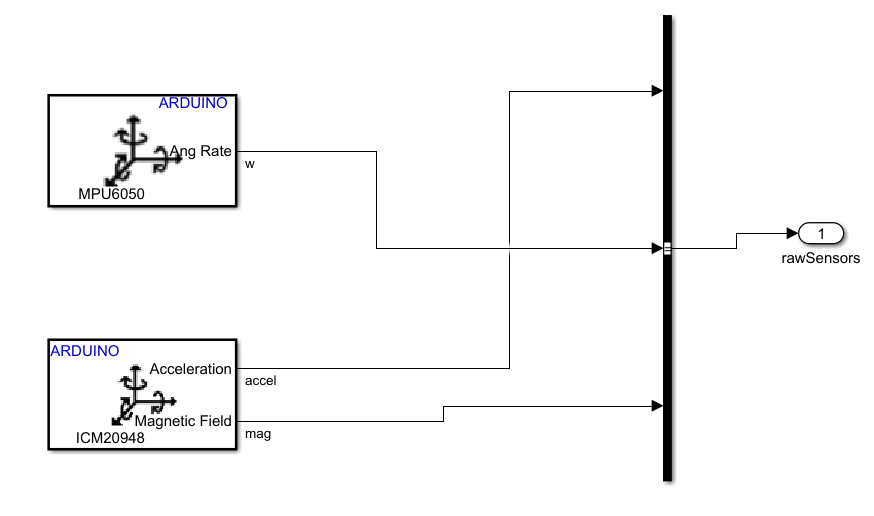 ARDUINO
Ang Rate
w
MPU6050
1
rawSensors
ARDUINO
Acceleration
accel
Magnetic Field
mag
ICM20948